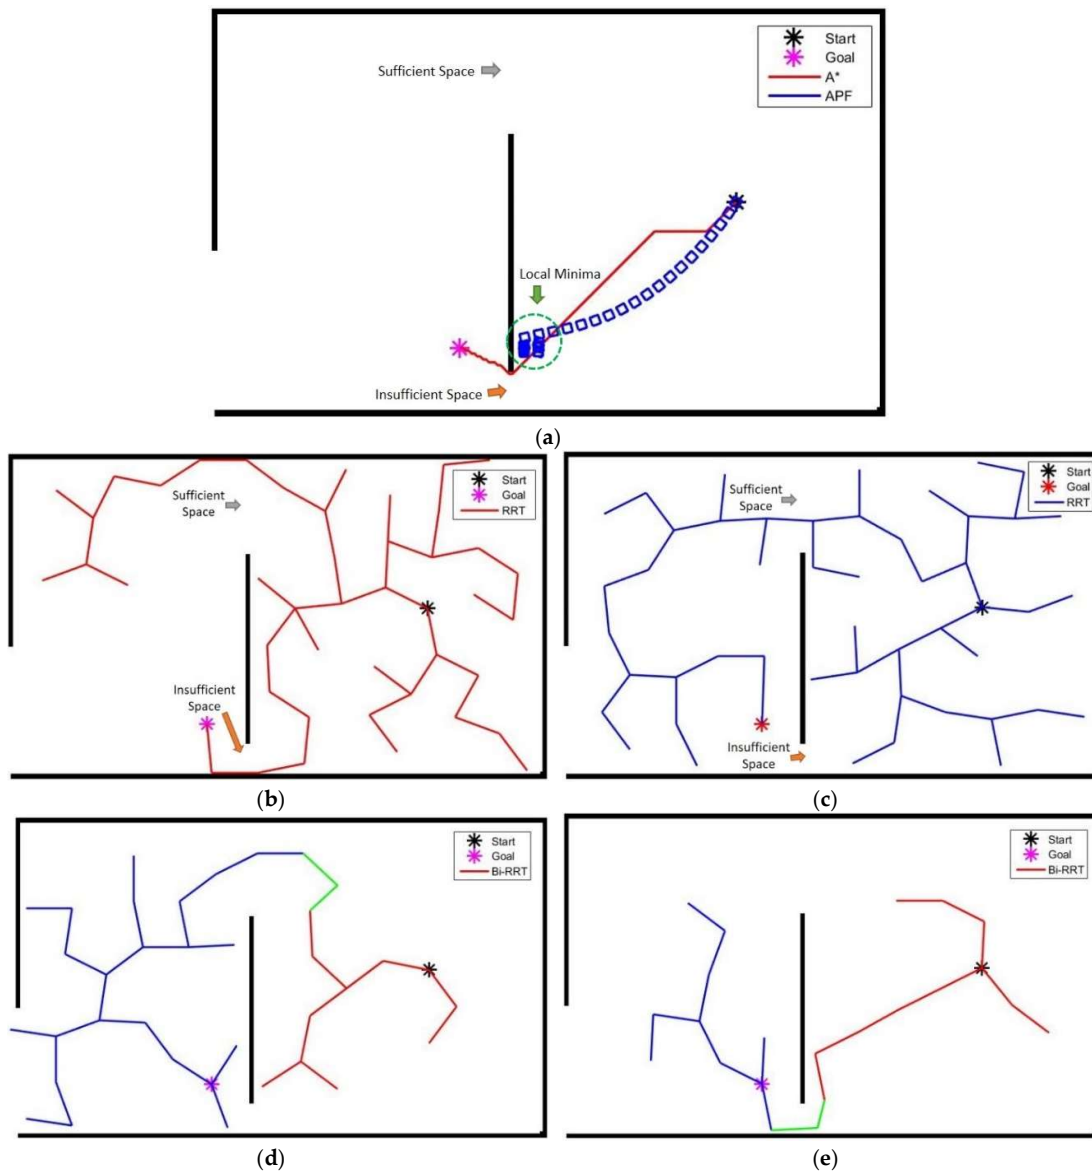 Start
Goal
A*
APF
Sufficient Space
Local Minima
Insufficient Space
(a)
Start
Goal
RRT
Sufficient
Space
Insufficient
Space
(b)
Start
Goal
RRT
Sufficient
Space
Insufficient
Space
(c)
Start
Goal
Bi-RRT
(d)
Start
Goal
Bi-RRT
(e)